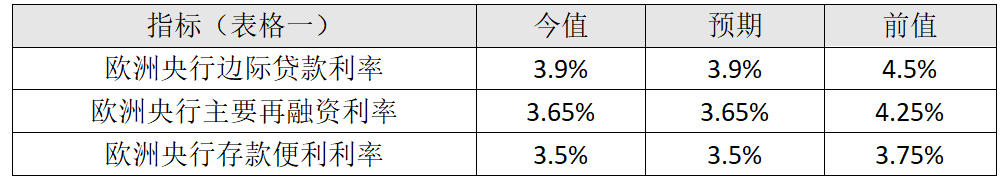 指标（表格一） 今值 预期 前值
欧洲央行边际贷款利率 3.9% 3.9% 4.5%
欧洲央行主要再融资利率 3.65% 3.65% 4.25%
欧洲央行存款便利利率 3.5% 3.5% 3.75%